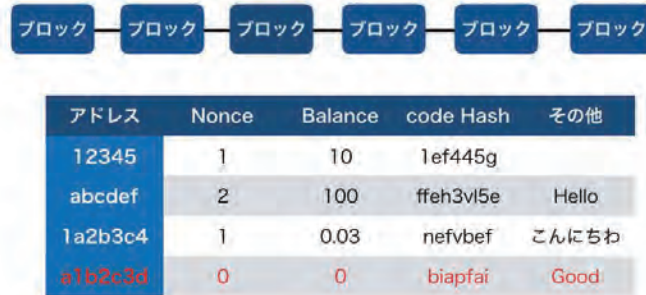 ブロック ブロック ブロック ブロック ブロック ブロック
アドレス Nonce Balance code Hash その他
12345 1 10 1ef445g
abcdef 2 100 ffeh3vl5e Hello
1a2b3c4 1 0.03 nefvbef こんにちわ
a1b2c3d 0 0 biapfai Good